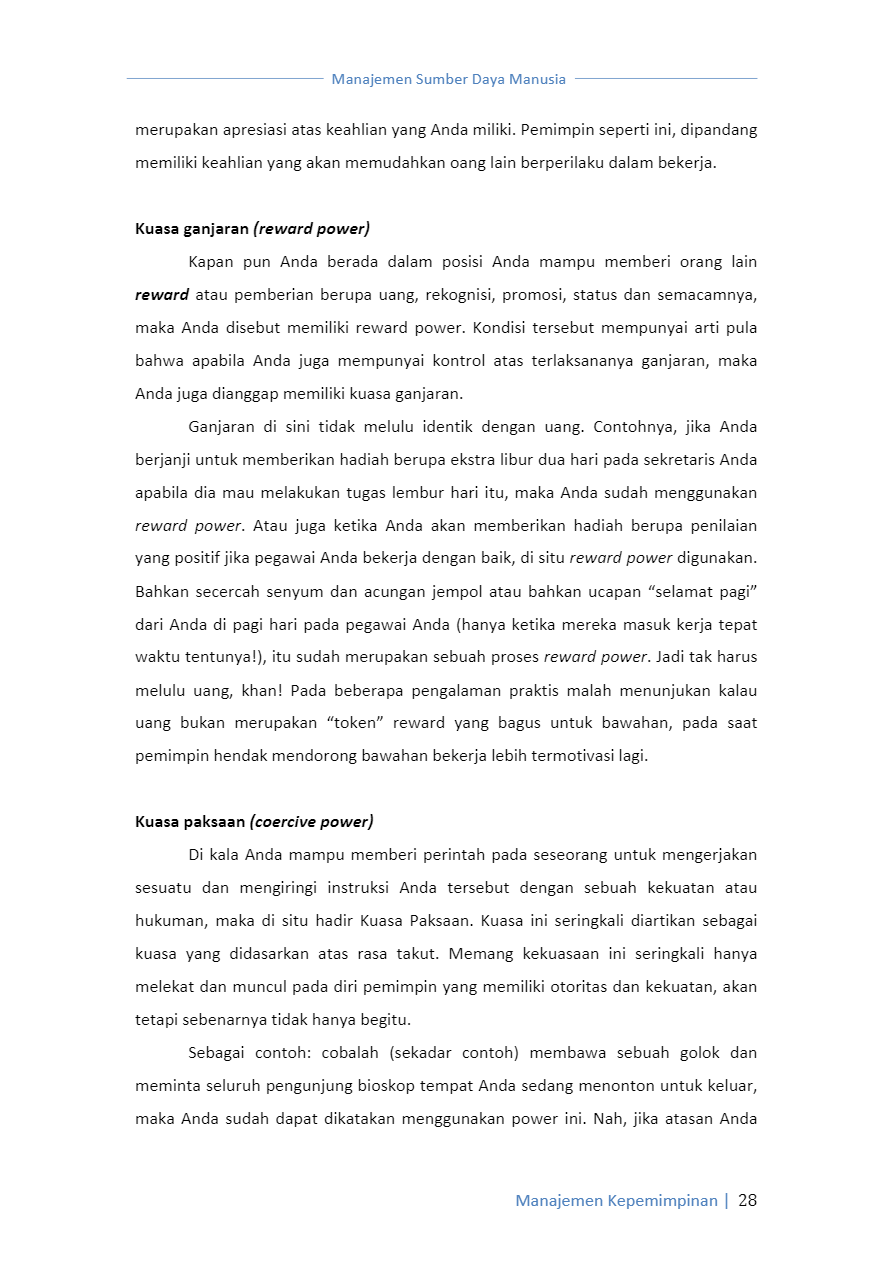 Manajemen Sumber Daya Manusia
merupakan apresiasi atas keahlian yang Anda miliki. Pemimpin seperti ini, dipandang
memiliki keahlian yang akan memudahkan oang lain berperilaku dalam bekerja.
Kuasa ganjaran (reward power)
Kapan pun Anda berada dalam posisi Anda mampu memberi orang lain
reward atau pemberian berupa uang, rekognisi, promosi, status dan semacamnya,
maka Anda disebut memiliki reward power. Kondisi tersebut mempunyai arti pula
bahwa apabila Anda juga mempunyai kontrol atas terlaksananya ganjaran, maka
Anda juga dianggap memiliki kuasa ganjaran.
Ganjaran di sini tidak melulu identik dengan uang. Contohnya, jika Anda
berjanji untuk memberikan hadiah berupa ekstra libur dua hari pada sekretaris Anda
apabila dia mau melakukan tugas lembur hari itu, maka Anda sudah menggunakan
reward power. Atau juga ketika Anda akan memberikan hadiah berupa penilaian
yang positif jika pegawai Anda bekerja dengan baik, di situ reward power digunakan.
Bahkan secercah senyum dan acungan jempol atau bahkan ucapan “selamat pagi”
dari Anda di pagi hari pada pegawai Anda (hanya ketika mereka masuk kerja tepat
waktu tentunya!), itu sudah merupakan sebuah proses reward power. Jadi tak harus
melulu uang, khan! Pada beberapa pengalaman praktis malah menunjukan kalau
uang bukan merupakan “token” reward yang bagus untuk bawahan, pada saat
pemimpin hendak mendorong bawahan bekerja lebih termotivasi lagi.
Kuasa paksaan (coercive power)
Di kala Anda mampu memberi perintah pada seseorang untuk mengerjakan
sesuatu dan mengiringi instruksi Anda tersebut dengan sebuah kekuatan atau
hukuman, maka di situ hadir Kuasa Paksaan. Kuasa ini seringkali diartikan sebagai
kuasa yang didasarkan atas rasa takut. Memang kekuasaan ini seringkali hanya
melekat dan muncul pada diri pemimpin yang memiliki otoritas dan kekuatan, akan
tetapi sebenarnya tidak hanya begitu.
Sebagai contoh: cobalah (sekadar contoh) membawa sebuah golok dan
meminta seluruh pengunjung bioskop tempat Anda sedang menonton untuk keluar,
maka Anda sudah dapat dikatakan menggunakan power ini. Nah, jika atasan Anda
Manajemen Kepemimpinan | 28